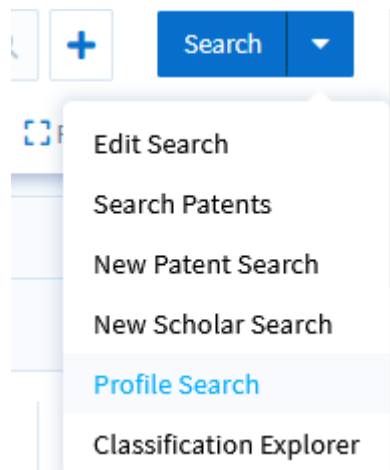 Search
Edit Search
Search Patents
New Patent Search
New Scholar Search
Profile Search
Classification Explorer